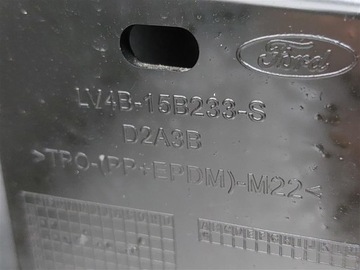 Ford
LV4B-15B233-S
D2A3B
>TPO-(PP+EPDM)-M22<